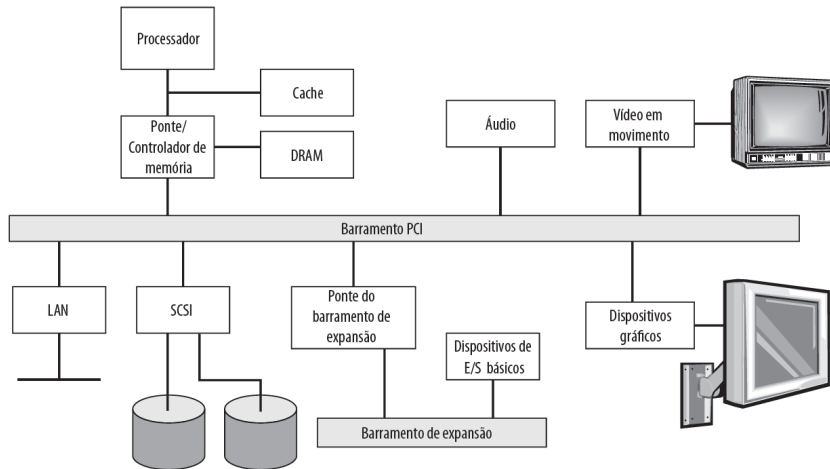 Processador
Cache
Ponte/
Controlador de
memória
DRAM
Áudio
Vídeo em
movimento
Barramento PCI
LAN
SCSI
Ponte do
barramento de
expansão
Dispositivos de
E/S básicos
Dispositivos
gráficos
Barramento de expansão